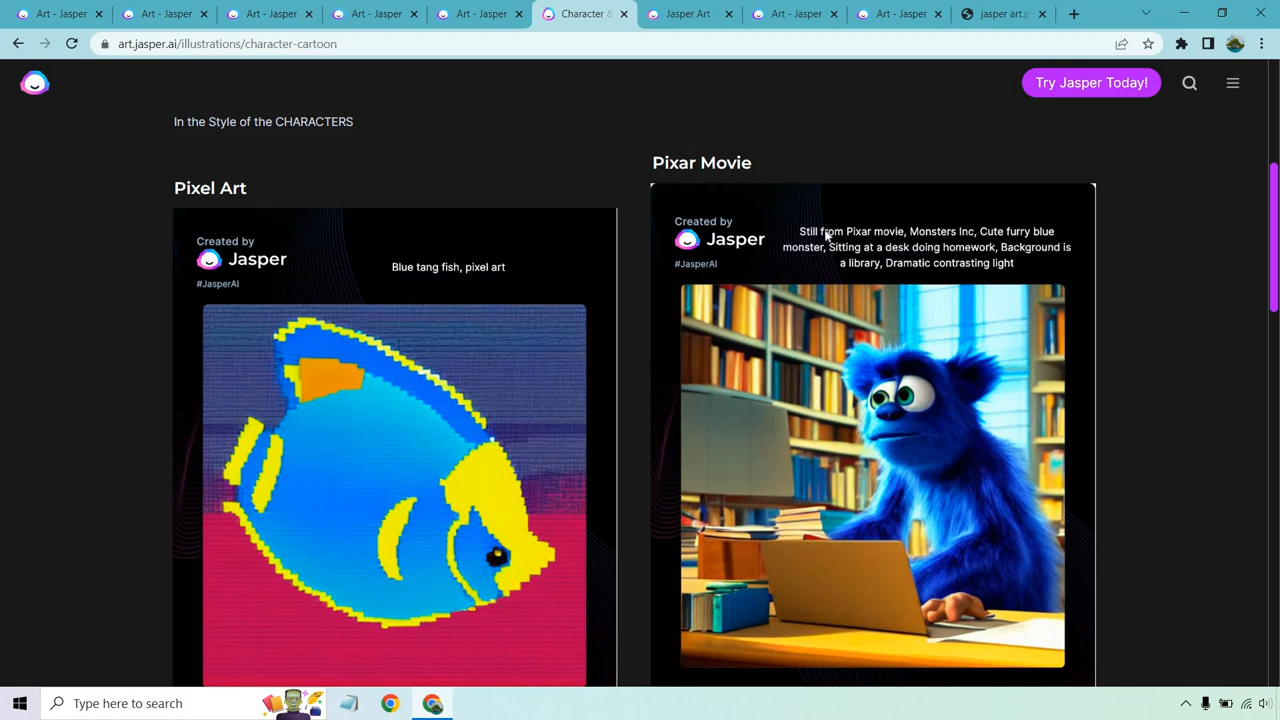 Art - Jasper
Art - Jasper
Art - Jasper
Art - Jasper
Art - jasper
Character &
Jasper Art -
Art - Jasper
Art - Jasper
jasper art.p
art.jasper.ai/illustrations/character-cartoon
Try Jasper Today!
In the Style of the CHARACTERS
Pixel Art
Created by
Jasper
#JasperAI
Blue tang fish, pixel art
Pixar Movie
Created by
Jasper
#JasperAI
Still from Pixar movie, Monsters Inc, Cute furry blue
monster, Sitting at a desk doing homework, Background is
a library, Dramatic contrasting light
Type here to search